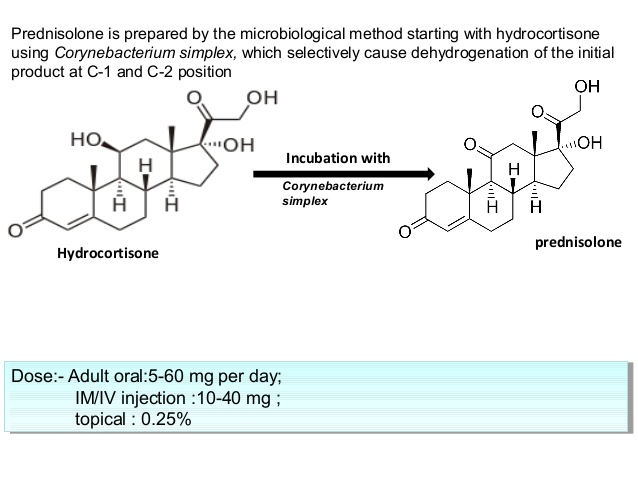 Prednisolone is prepared by the microbiological method starting with hydrocortisone
using Corynebacterium simplex, which selectively cause dehydrogenation of the initial
product at C-1 and C-2 position
OH
O
OH
O
HO
OH
H
H
H
O
Hydrocortisone
Incubation with
Corynebacterium
simplex
O
OH
O
H
H
H
O
prednisolone
Dose:- Adult oral:5-60 mg per day;
IM/IV injection :10-40 mg ;
topical : 0.25%